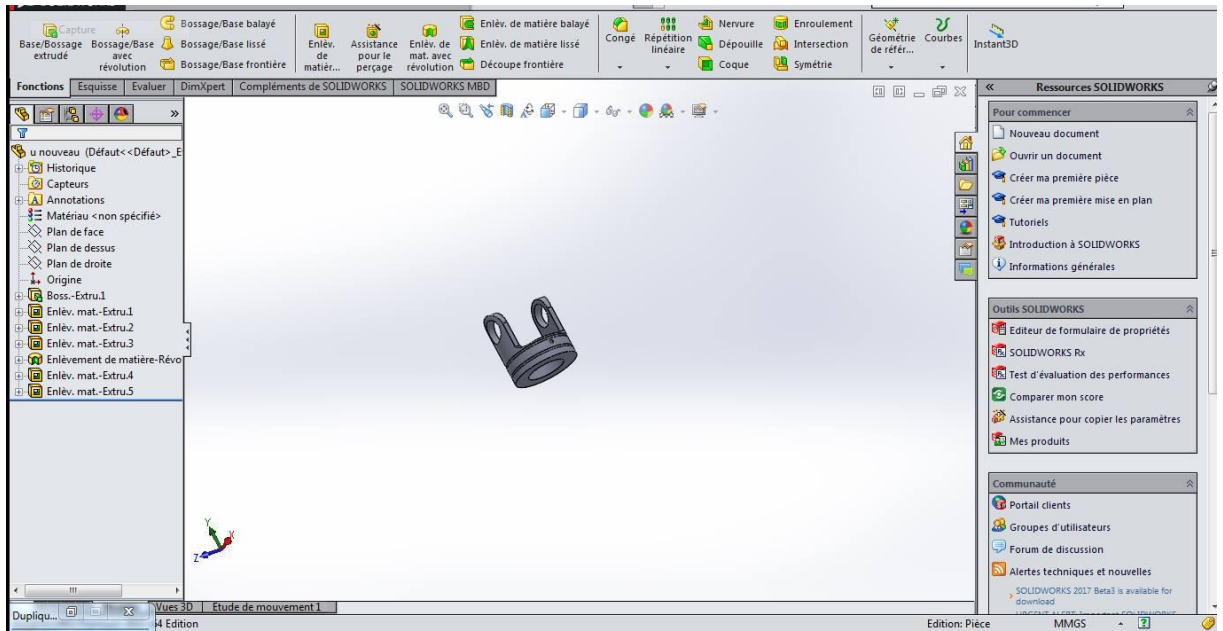 Capture
Base/Bossage extrudé
Bossage/Base avec révolution
Bossage/Base balayé
Bossage/Base lissé
Bossage/Base frontière
Enlèv. de matièr...
Assistance pour le perçage
Enlèv. de mat. avec révolution
Enlèv. de matière balayé
Enlèv. de matière lissé
Découpe frontière
Congé
Répétition linéaire
Nervure
Dépouille
Coque
Enroulement
Intersection
Symétrie
Géométrie de référ...
Courbes
Instant3D
Fonctions Esquisse Evaluer DimXpert Compléments de SOLIDWORKS SOLIDWORKS MBD
u nouveau (Défaut<<Défaut>_E
Historique
Capteurs
Annotations
Matériau <non spécifié>
Plan de face
Plan de dessus
Plan de droite
Origine
Boss.-Extru.1
Enlèv. mat.-Extru.1
Enlèv. mat.-Extru.2
Enlèv. mat.-Extru.3
Enlèvement de matière-Révo
Enlèv. mat.-Extru.4
Enlèv. mat.-Extru.5
Y
X
Z
Ressources SOLIDWORKS
Pour commencer
Nouveau document
Ouvrir un document
Créer ma première pièce
Créer ma première mise en plan
Tutoriels
Introduction à SOLIDWORKS
Informations générales
Outils SOLIDWORKS
Editeur de formulaire de propriétés
SOLIDWORKS Rx
Test d'évaluation des performances
Comparer mon score
Assistance pour copier les paramètres
Mes produits
Communauté
Portail clients
Groupes d'utilisateurs
Forum de discussion
Alertes techniques et nouvelles
SOLIDWORKS 2017 Beta3 is available for
download
Vues 3D Etude de mouvement 1
Dupliqu...
64 Edition
Edition: Pièce
MMGS